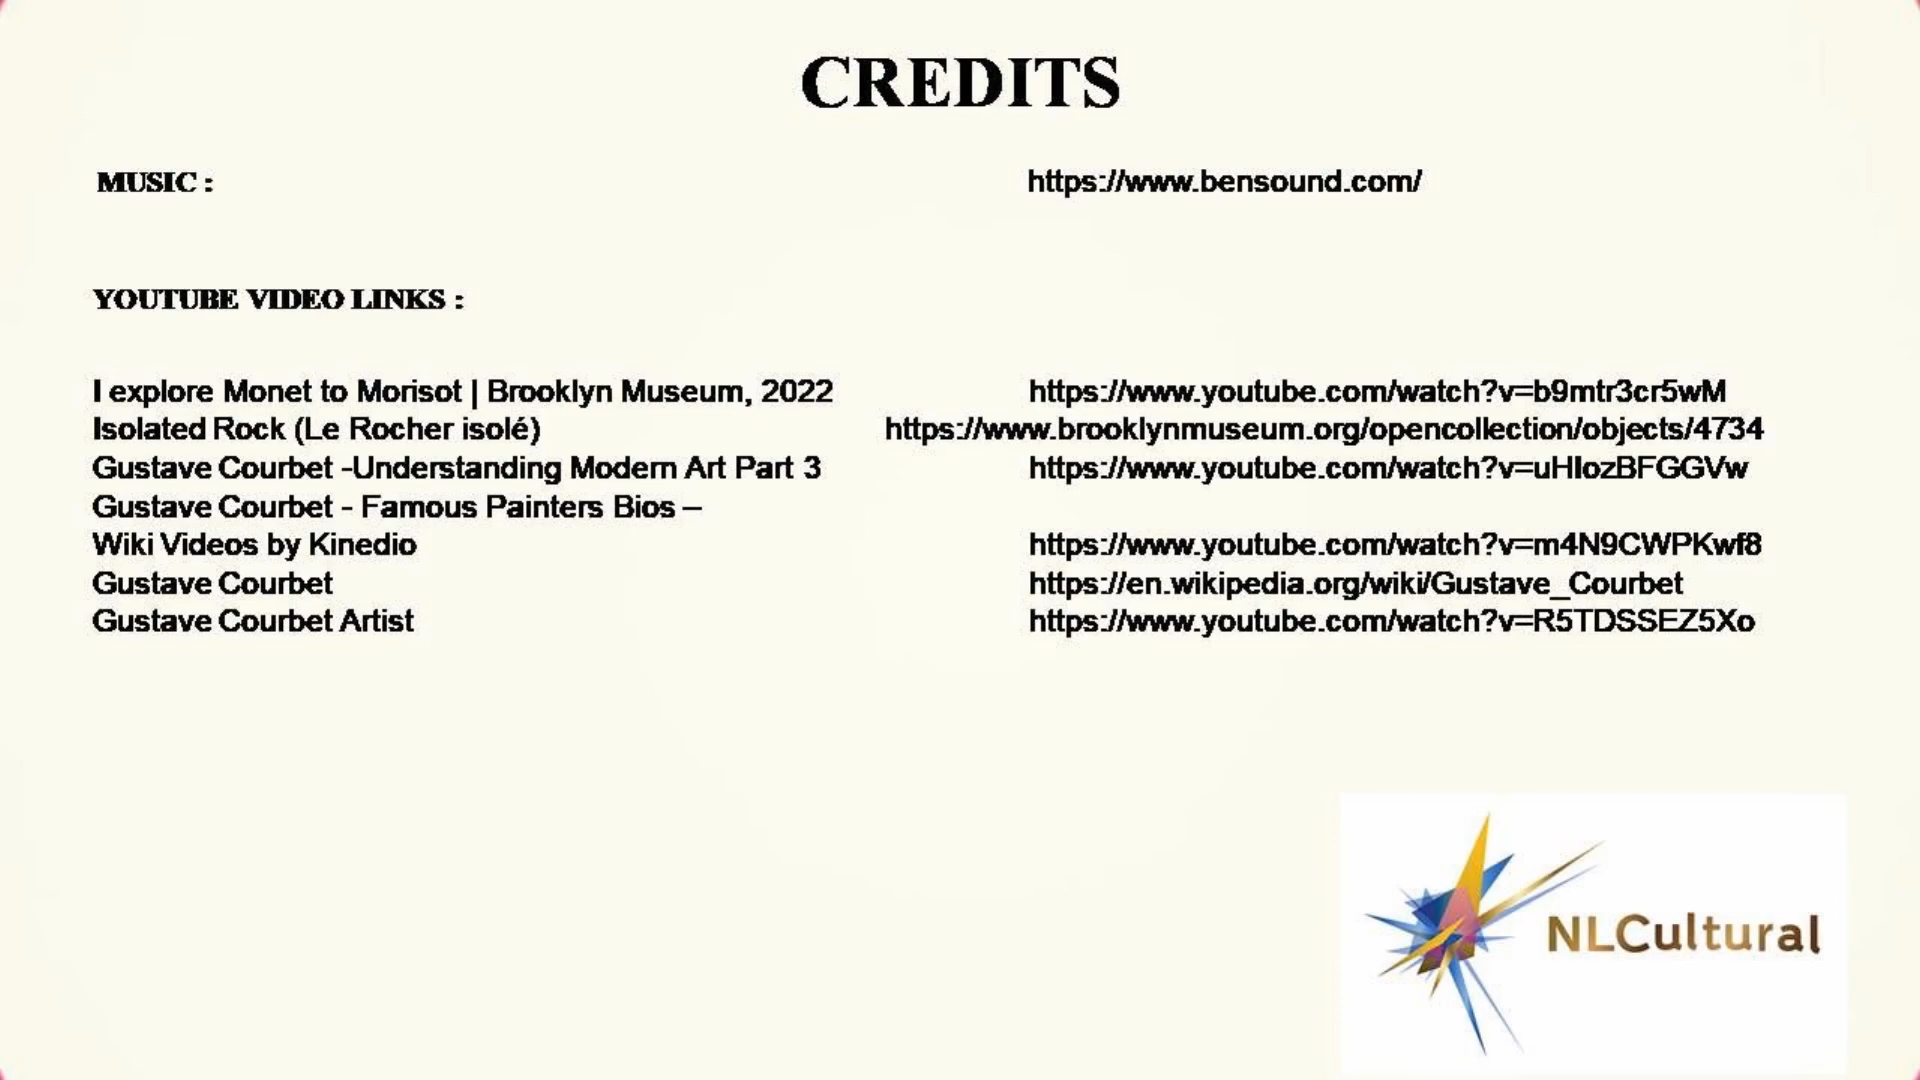 CREDITS
MUSIC : https://www.bensound.com/
YOUTUBE VIDEO LINKS :
I explore Monet to Morisot | Brooklyn Museum, 2022 https://www.youtube.com/watch?v=b9mtr3cr5wM
Isolated Rock (Le Rocher isolé) https://www.brooklynmuseum.org/opencollection/objects/4734
Gustave Courbet -Understanding Modern Art Part 3 https://www.youtube.com/watch?v=uHlozBFGGVw
Gustave Courbet - Famous Painters Bios –
Wiki Videos by Kinedio https://www.youtube.com/watch?v=m4N9CWPKwf8
Gustave Courbet https://en.wikipedia.org/wiki/Gustave_Courbet
Gustave Courbet Artist https://www.youtube.com/watch?v=R5TDSSEZ5Xo
NLCultural